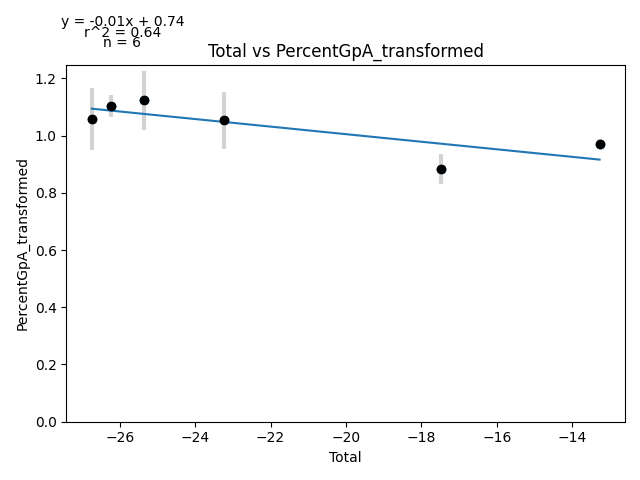 y = -0.01x + 0.74
r^2 = 0.64
n = 6
Total vs PercentGpA_transformed
1.2
1.0
0.8
0.6
0.4
0.2
0.0
PercentGpA_transformed
−26 −24 −22 −20 −18 −16 −14
Total